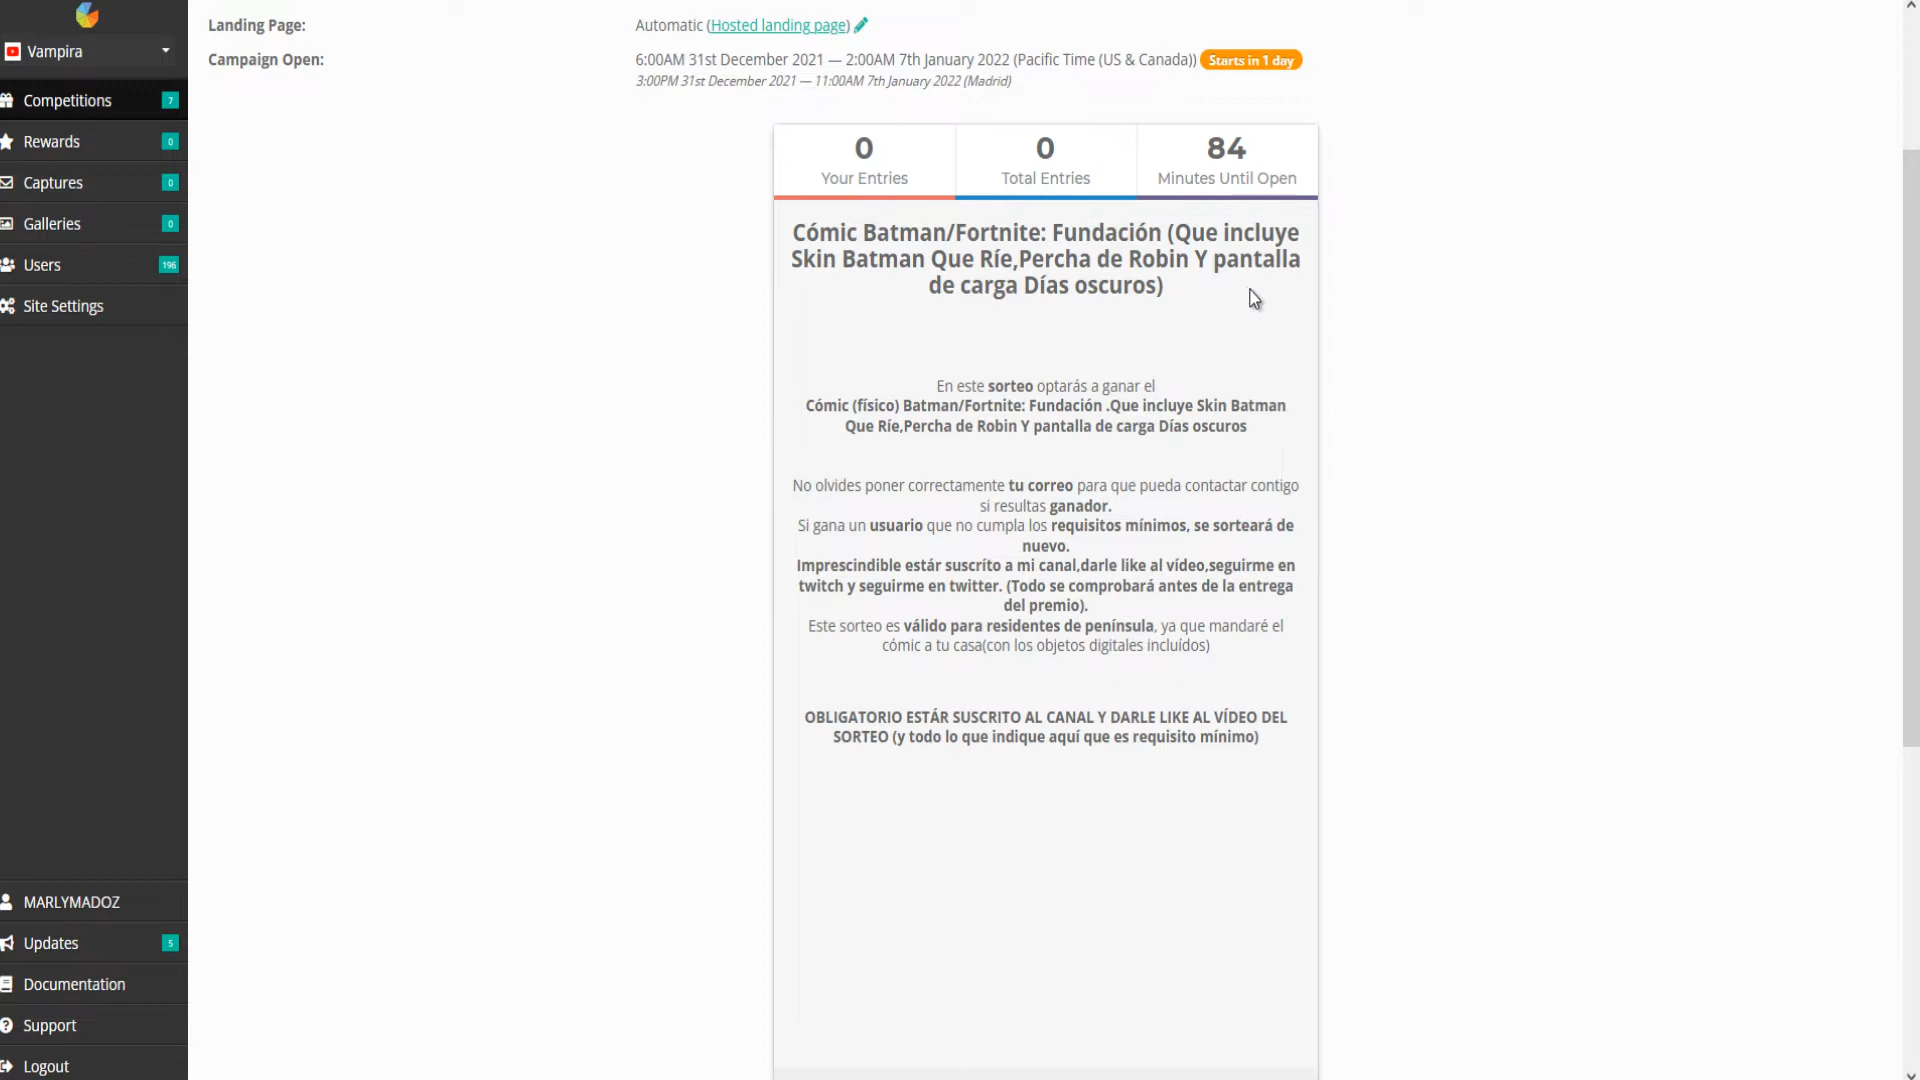 Landing Page:
Automatic (Hosted landing page)
Vampira
Campaign Open:
6:00AM 31st December 2021 — 2:00AM 7th January 2022 (Pacific Time (US & Canada)) Starts in 1 day
3:00PM 31st December 2021 — 11:00AM 7th January 2022 (Madrid)
Competitions 7
Rewards 0
Captures 0
Galleries 0
Users 196
Site Settings
0
Your Entries
0
Total Entries
84
Minutes Until Open
Cómic Batman/Fortnite: Fundación (Que incluye
Skin Batman Que Ríe,Percha de Robin Y pantalla
de carga Días oscuros)
En este sorteo optarás a ganar el
Cómic (físico) Batman/Fortnite: Fundación .Que incluye Skin Batman
Que Ríe,Percha de Robin Y pantalla de carga Días oscuros
No olvides poner correctamente tu correo para que pueda contactar contigo
si resultas ganador.
Si gana un usuario que no cumpla los requisitos mínimos, se sorteará de
nuevo.
Imprescindible estár suscríto a mi canal,darle like al vídeo,seguirme en
twitch y seguirme en twitter. (Todo se comprobará antes de la entrega
del premio).
Este sorteo es válido para residentes de península, ya que mandaré el
cómic a tu casa(con los objetos digitales incluídos)
OBLIGATORIO ESTÁR SUSCRITO AL CANAL Y DARLE LIKE AL VÍDEO DEL
SORTEO (y todo lo que indique aquí que es requisito mínimo)
MARLYMADOZ
Updates 5
Documentation
Support
Logout